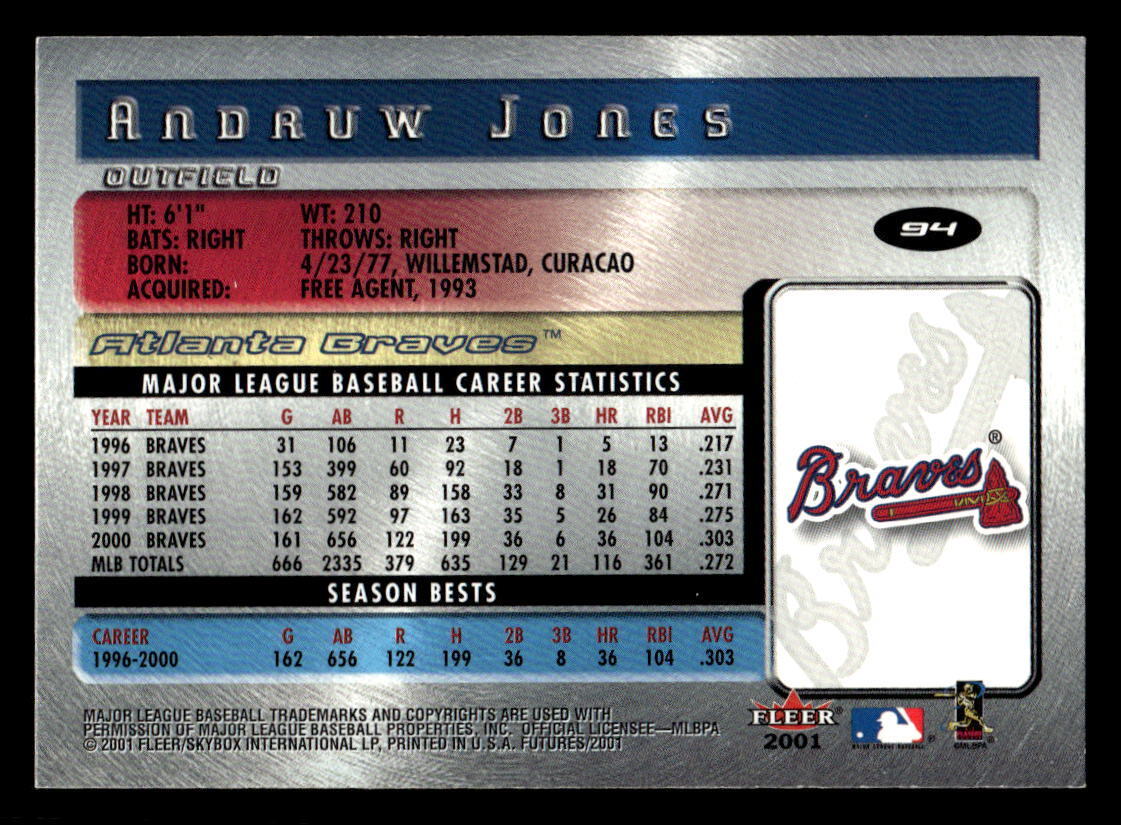 ANDRUW JONES
OUTFIELD
HT: 6'1" WT: 210
BATS: RIGHT THROWS: RIGHT
BORN: 4/23/77, WILLEMSTAD, CURACAO
ACQUIRED: FREE AGENT, 1993
94
Atlanta Braves™
MAJOR LEAGUE BASEBALL CAREER STATISTICS
YEAR TEAM G AB R H 2B 3B HR RBI AVG
1996 BRAVES 31 106 11 23 7 1 5 13 .217
1997 BRAVES 153 399 60 92 18 1 18 70 .231
1998 BRAVES 159 582 89 158 33 8 31 90 .271
1999 BRAVES 162 592 97 163 35 5 26 84 .275
2000 BRAVES 161 656 122 199 36 6 36 104 .303
MLB TOTALS 666 2335 379 635 129 21 116 361 .272
SEASON BESTS
CAREER G AB R H 2B 3B HR RBI AVG
1996-2000 162 656 122 199 36 8 36 104 .303
Braves
Braves®
MAJOR LEAGUE BASEBALL TRADEMARKS AND COPYRIGHTS ARE USED WITH
PERMISSION OF MAJOR LEAGUE BASEBALL PROPERTIES, INC. OFFICIAL LICENSEE—MLBPA
© 2001 FLEER/SKYBOX INTERNATIONAL LP, PRINTED IN U.S.A. FUTURES/2001
FLEER®
2001
MAJOR LEAGUE BASEBALL ®
PLAYERS
©MLBPA